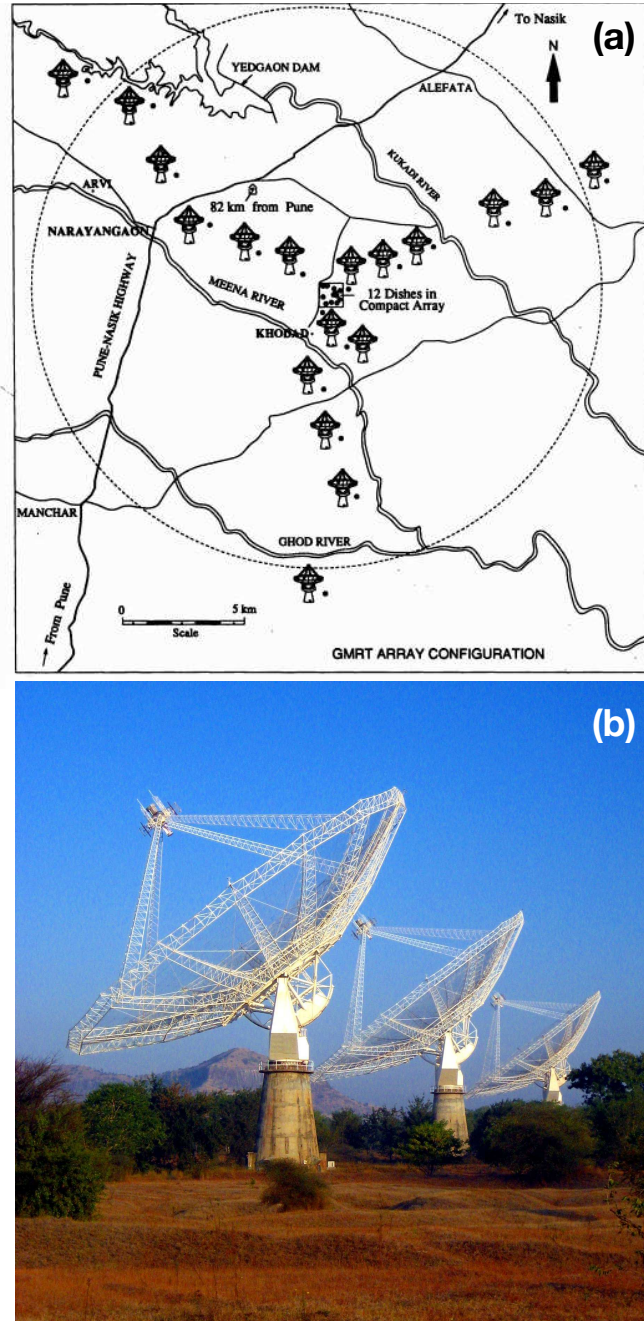 (a)
To Nasik
N
YEDGAON DAM
ALEFATA
KUKADI RIVER
ARVI
82 km from Pune
NARAYANGAON
MEENA RIVER
12 Dishes in
Compact Array
PUNE-NASIK HIGHWAY
KHODAD
MANCHAR
GHOD RIVER
From Pune
0
5 km
Scale
GMRT ARRAY CONFIGURATION
(b)